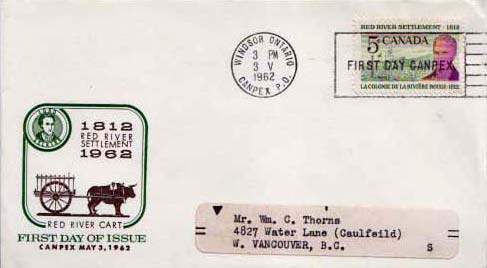 WINDSOR ONTARIO
3 PM
3 V
1962
CANPEX P.O.
RED RIVER SETTLEMENT · 1812
5¢ CANADA
FIRST DAY CANPEX
LA COLONIE DE LA RIVIÈRE ROUGE · 1812
1812
RED RIVER
SETTLEMENT
1962
RED RIVER CART
FIRST DAY OF ISSUE
CANPEX MAY 3, 1962
Mr. Wm. C. Thorns
4827 Water Lane (Caulfeild)
W. VANCOUVER, B.C. S